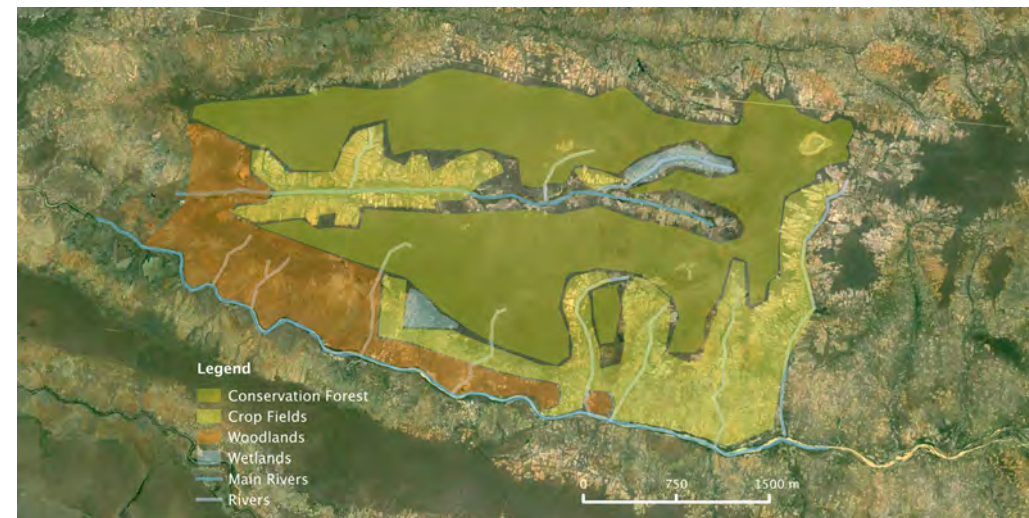 Legend
Conservation Forest
Crop Fields
Woodlands
Wetlands
Main Rivers
Rivers
0 750 1500 m